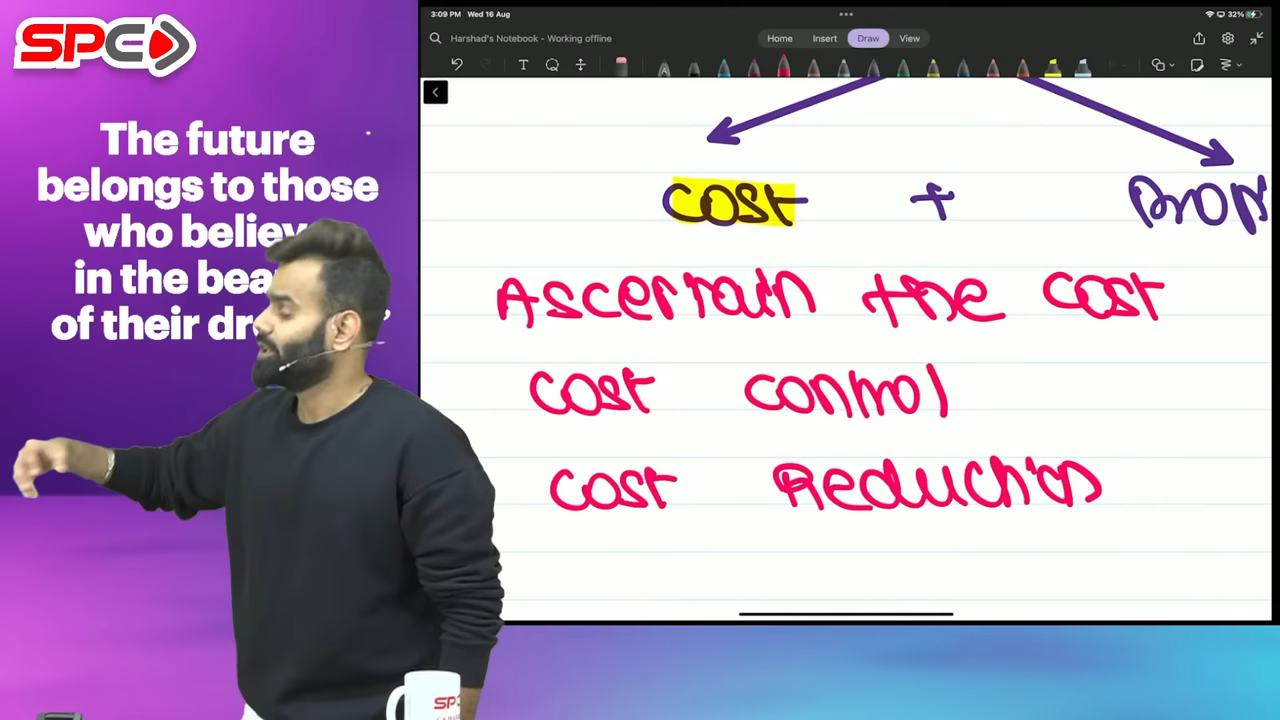 SPC
The future
belongs to those
who believ
in the bea
of their dr
3:09 PM Wed 16 Aug
32%
Harshad's Notebook - Working offline
Home Insert Draw View
cost + prop
Ascertain the cost
cost control
cost Reduction
SPC